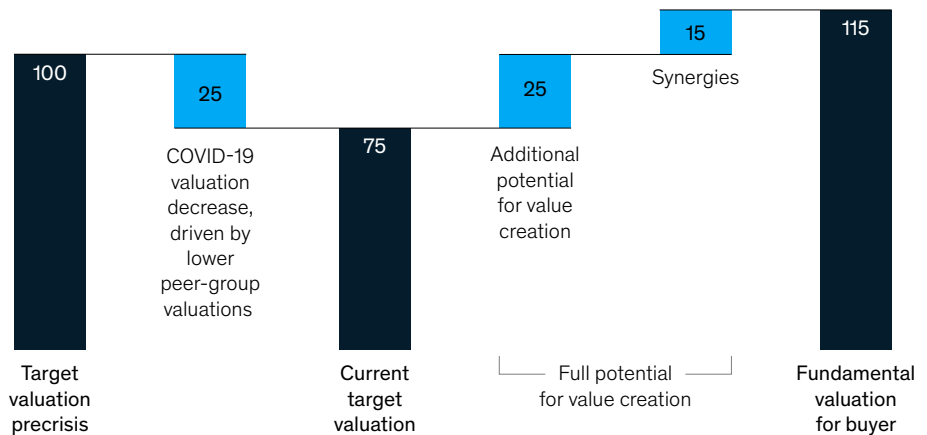 100
25
COVID-19
valuation
decrease,
driven by
lower
peer-group
valuations
75
25
Additional
potential
for value
creation
15
Synergies
115
Target
valuation
precrisis
Current
target
valuation
Full potential
for value creation
Fundamental
valuation
for buyer